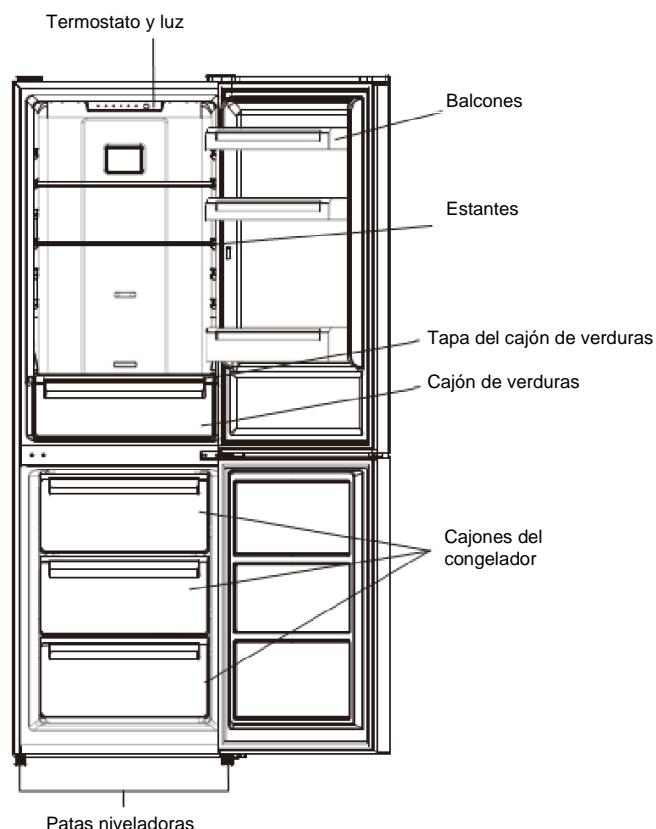 Termostato y luz
Balcones
Estantes
Tapa del cajón de verduras
Cajón de verduras
Cajones del
congelador
Patas niveladoras